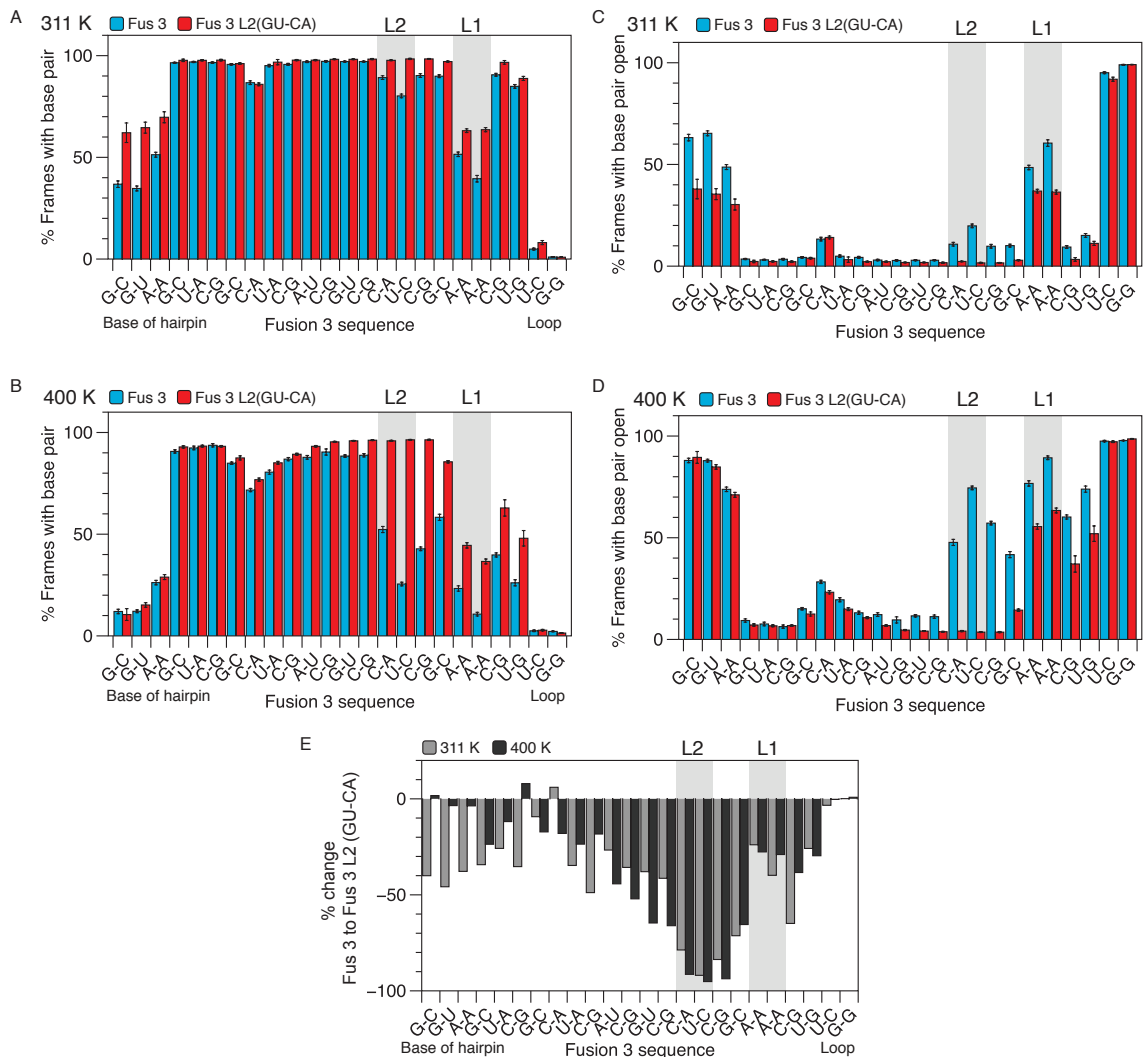 A
311 K Fus 3 Fus 3 L2(GU-CA)
L2 L1
% Frames with base pair
100
50
0
G-C G-U A-A G-C U-A C-G G-C C-A U-A C-G A-U C-G G-U C-G C-A U-C C-G G-C A-A A-A C-G U-G U-C G-G
Base of hairpin Fusion 3 sequence Loop
C
311 K Fus 3 Fus 3 L2(GU-CA)
L2 L1
% Frames with base pair open
100
50
0
G-C G-U A-A G-C U-A C-G G-C C-A U-A C-G A-U C-G G-U C-G C-A U-C C-G G-C A-A A-A C-G U-G U-C G-G
Fusion 3 sequence
B
400 K Fus 3 Fus 3 L2(GU-CA)
L2 L1
% Frames with base pair
100
50
0
G-C G-U A-A G-C U-A C-G G-C C-A U-A C-G A-U C-G G-U C-G C-A U-C C-G G-C A-A A-A C-G U-G U-C G-G
Base of hairpin Fusion 3 sequence Loop
D
400 K Fus 3 Fus 3 L2(GU-CA)
L2 L1
% Frames with base pair open
100
50
0
G-C G-U A-A G-C U-A C-G G-C C-A U-A C-G A-U C-G G-U C-G C-A U-C C-G G-C A-A A-A C-G U-G U-C G-G
Fusion 3 sequence
E
311 K 400 K
L2 L1
% change
Fus 3 to Fus 3 L2 (GU-CA)
0
−50
−100
G-C G-U A-A G-C U-A C-G G-C C-A U-A C-G A-U C-G G-U C-G C-A U-C C-G G-C A-A A-A C-G U-G U-C G-G
Base of hairpin Fusion 3 sequence Loop